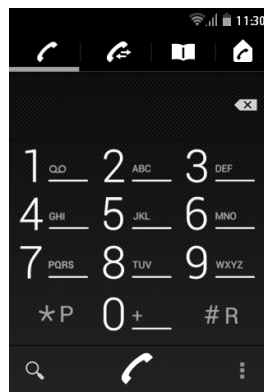 11:30
1 2 ABC 3 DEF
4 GHI 5 JKL 6 MNO
7 PQRS 8 TUV 9 WXYZ
*P 0 + #R